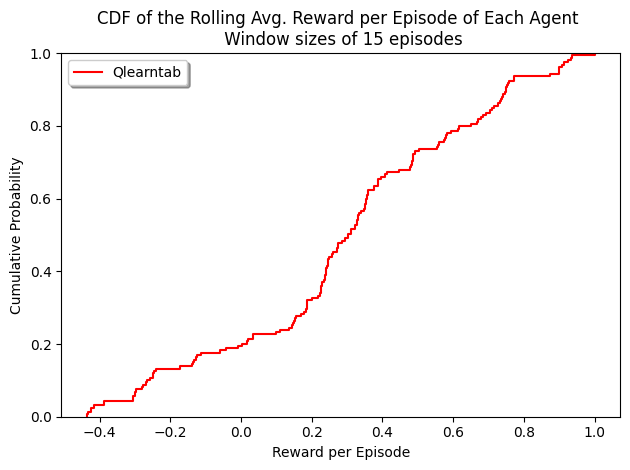 CDF of the Rolling Avg. Reward per Episode of Each Agent
Window sizes of 15 episodes
Qlearntab
Cumulative Probability
1.0
0.8
0.6
0.4
0.2
0.0
−0.4 −0.2 0.0 0.2 0.4 0.6 0.8 1.0
Reward per Episode